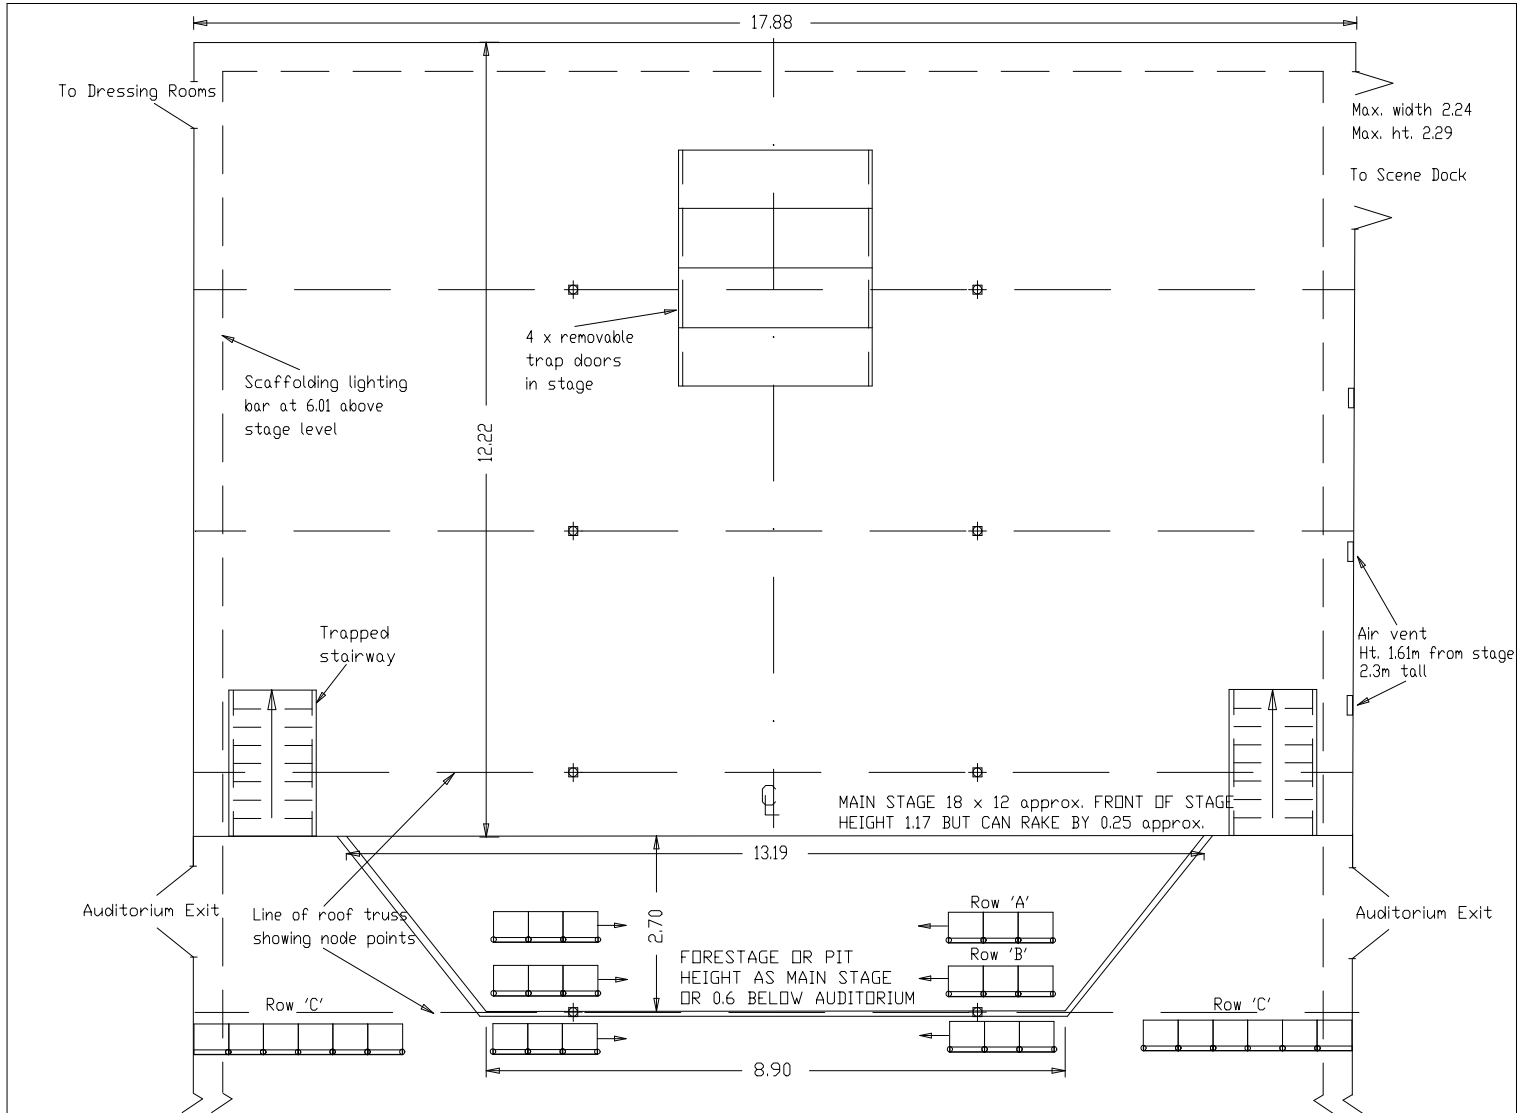 17.88
To Dressing Rooms
Max. width 2.24
Max. ht. 2.29
To Scene Dock
4 x removable
trap doors
in stage
Scaffolding lighting
bar at 6.01 above
stage level
12.22
Trapped
stairway
Air vent
Ht. 1.61m from stage
2.3m tall
CL
MAIN STAGE 18 x 12 approx. FRONT OF STAGE
HEIGHT 1.17 BUT CAN RAKE BY 0.25 approx.
13.19
Auditorium Exit
Line of roof truss
showing node points
2.70
Row 'A'
Auditorium Exit
FORESTAGE OR PIT
HEIGHT AS MAIN STAGE
OR 0.6 BELOW AUDITORIUM
Row 'B'
Row 'C'
Row 'C'
8.90